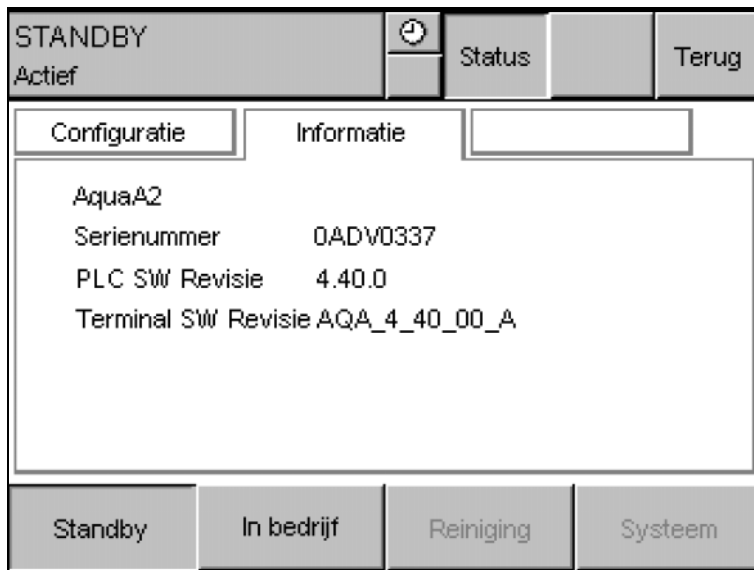 STANDBY
Actief
Status
Terug
Configuratie
Informatie
AquaA2
Serienummer 0ADV0337
PLC SW Revisie 4.40.0
Terminal SW Revisie AQA_4_40_00_A
Standby
In bedrijf
Reiniging
Systeem